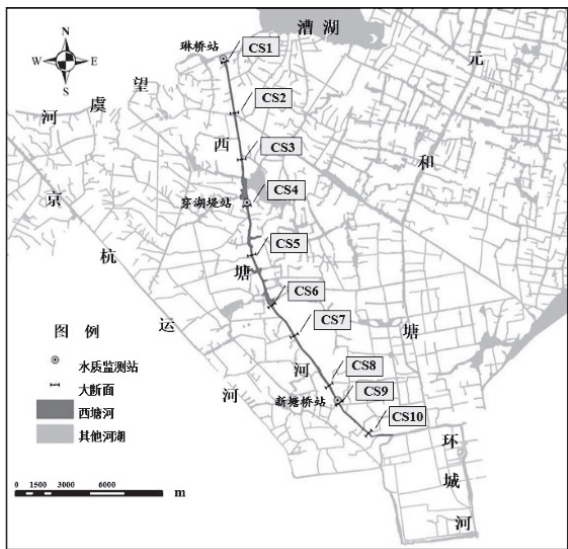 漕湖
琳桥站
CS1
N
W
E
S
元
望
虞
河
CS2
西
CS3
和
京
穿湖堤站
CS4
杭
CS5
塘
CS6
运
CS7
塘
图 例
水质监测站
大断面
西塘河
其他河湖
河
CS8
河
新塘桥站
CS9
CS10
环
城
河
0 1500 3000 6000
m